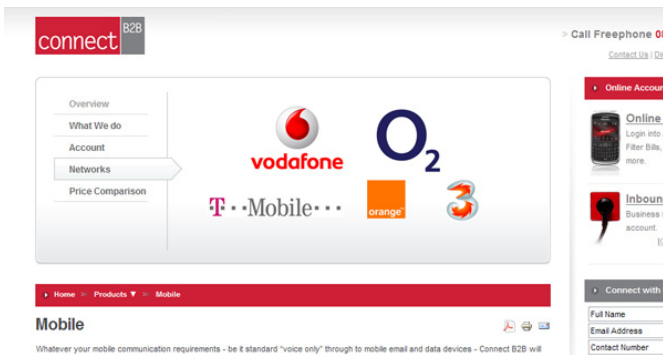 connect B2B
> Call Freephone 08
Contact Us | Di
Overview
What We do
Account
Networks
Price Comparison
vodafone
O2
T··Mobile···
orange
3
Online Accoun
Online
Login into
Filter Bills,
more.
Inboun
Business
account.
Home > Products ▼ > Mobile
Mobile
Whatever your mobile communication requirements - be it standard "voice only" through to mobile email and data devices - Connect B2B will
Connect with
Full Name
Email Address
Contact Number